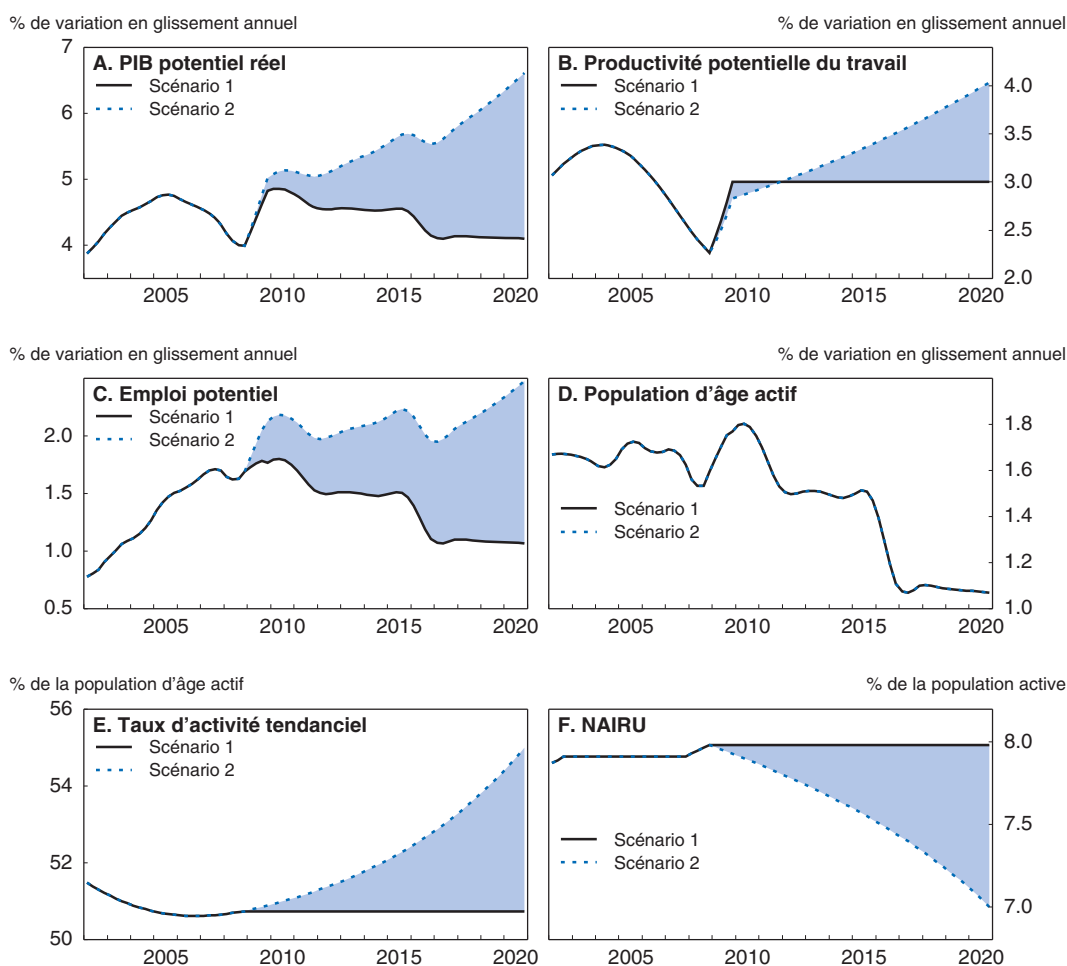 % de variation en glissement annuel
% de variation en glissement annuel
A. PIB potentiel réel
Scénario 1
Scénario 2
7
6
5
4
2005 2010 2015 2020
B. Productivité potentielle du travail
Scénario 1
Scénario 2
4.0
3.5
3.0
2.5
2.0
2005 2010 2015 2020
% de variation en glissement annuel
% de variation en glissement annuel
C. Emploi potentiel
Scénario 1
Scénario 2
2.0
1.5
1.0
0.5
2005 2010 2015 2020
D. Population d'âge actif
Scénario 1
Scénario 2
1.8
1.6
1.4
1.2
1.0
2005 2010 2015 2020
% de la population d'âge actif
% de la population active
E. Taux d'activité tendanciel
Scénario 1
Scénario 2
56
54
52
50
2005 2010 2015 2020
F. NAIRU
Scénario 1
Scénario 2
8.0
7.5
7.0
2005 2010 2015 2020